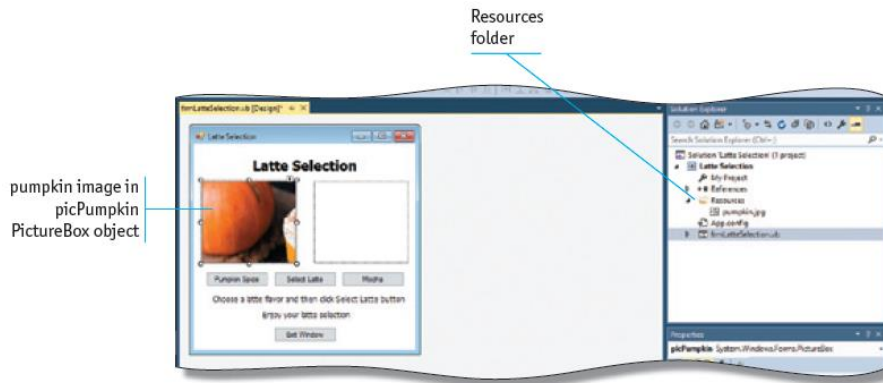 Resources
folder
frmLatteSelection.vb [Design]*
Solution Explorer
Search Solution Explorer (Ctrl+;)
Latte Selection
Solution 'Latte Selection' (1 project)
Latte Selection
My Project
References
Resources
pumpkin.jpg
App.config
frmLatteSelection.vb
Latte Selection
pumpkin image in
picPumpkin
PictureBox object
Pumpkin Spice
Select Latte
Mocha
Choose a latte flavor and then click Select Latte button
Enjoy your latte selection
Exit Window
Properties
picPumpkin System.Windows.Forms.PictureBox